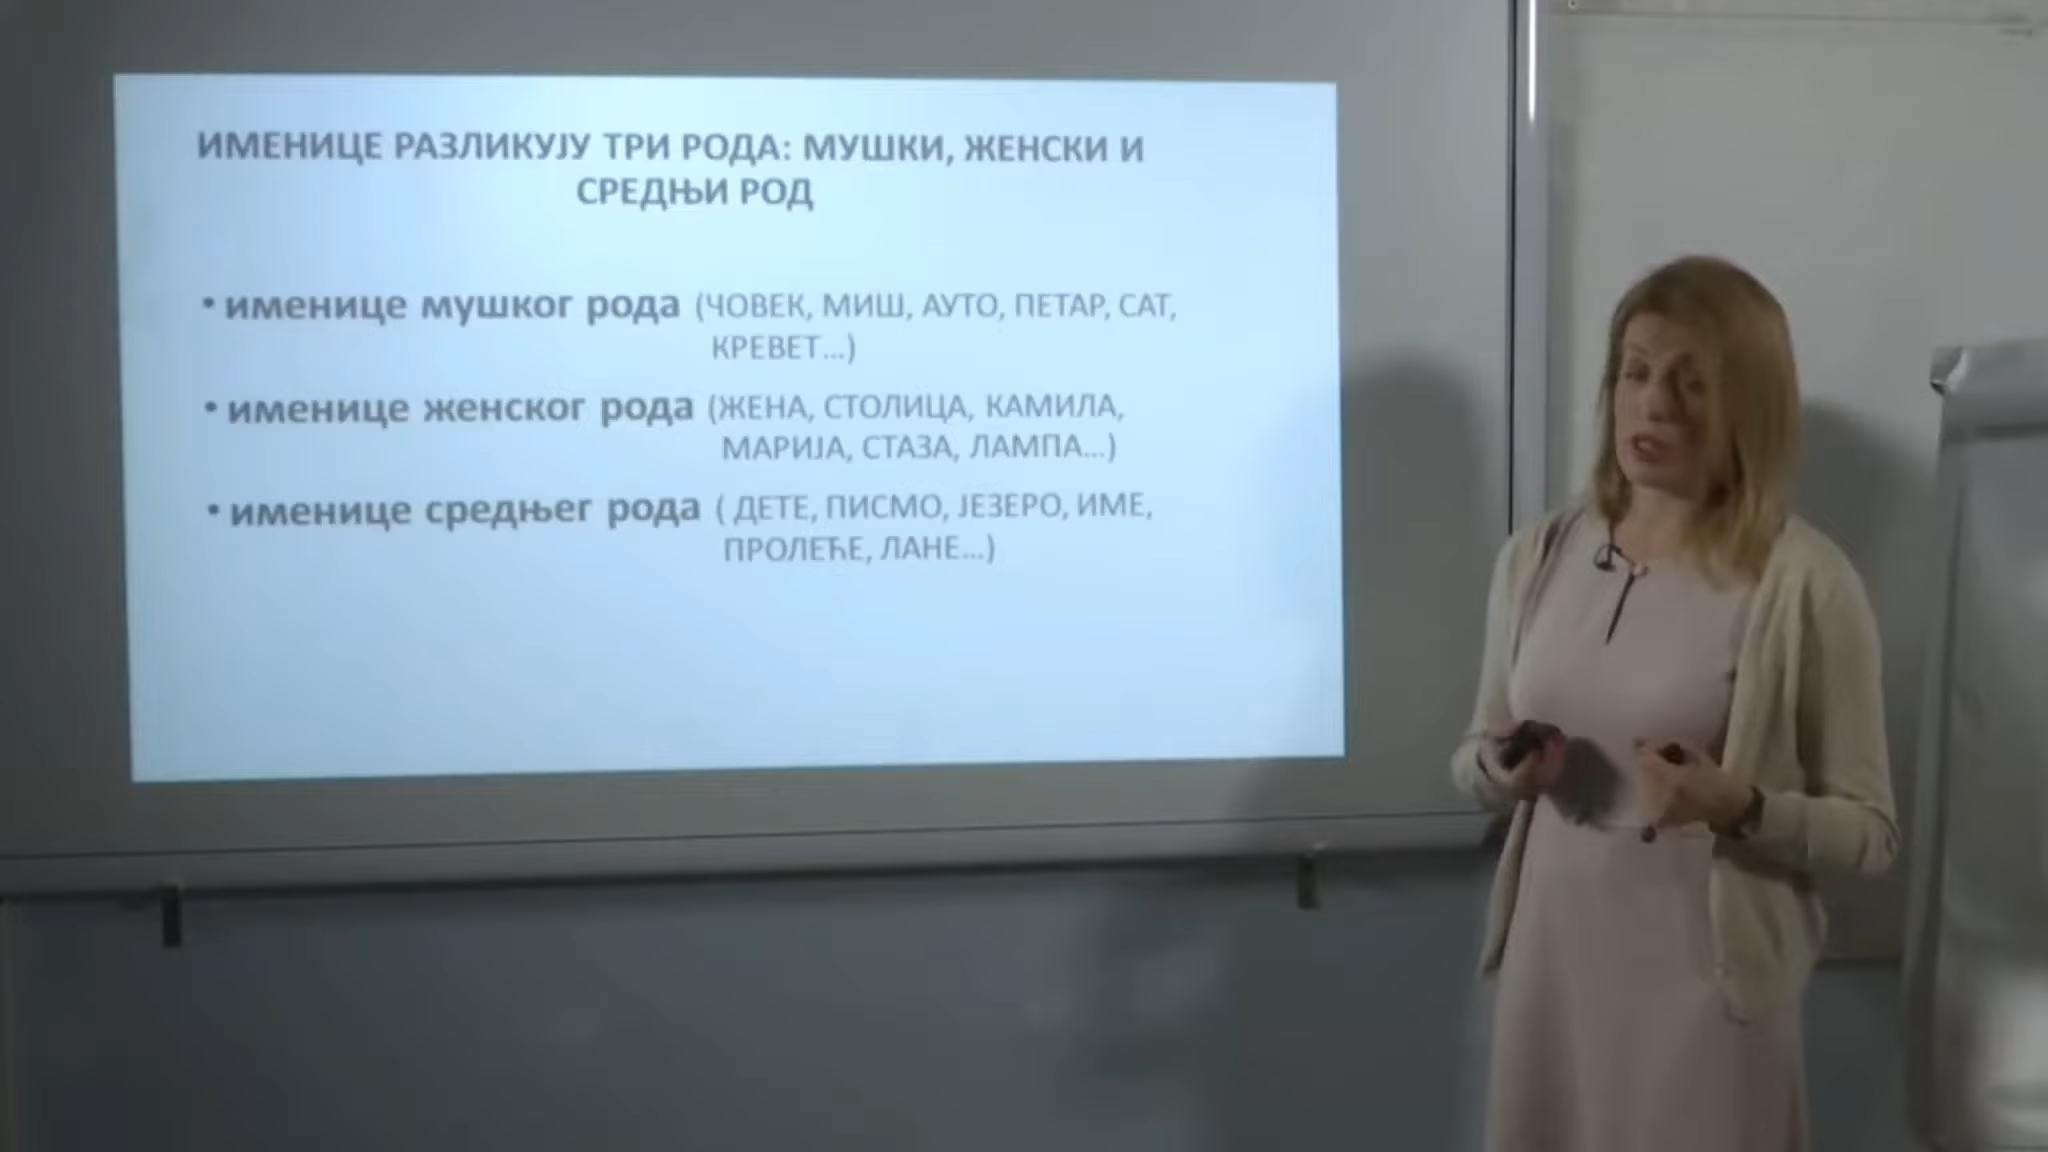 ИМЕНИЦЕ РАЗЛИКУЈУ ТРИ РОДА: МУШКИ, ЖЕНСКИ И
СРЕДЊИ РОД
• именице мушког рода (ЧОВЕК, МИШ, АУТО, ПЕТАР, САТ,
КРЕВЕТ...)
• именице женског рода (ЖЕНА, СТОЛИЦА, КАМИЛА,
МАРИЈА, СТАЗА, ЛАМПА...)
• именице средњег рода ( ДЕТЕ, ПИСМО, ЈЕЗЕРО, ИМЕ,
ПРОЛЕЋЕ, ЛАНЕ...)